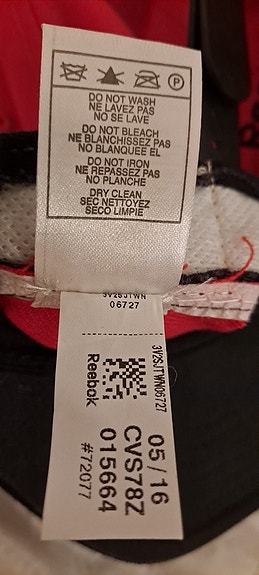 P
DO NOT WASH
NE LAVEZ PAS
NO SE LAVE
DO NOT BLEACH
NE BLANCHISSEZ PAS
NO BLANQUEE EL
DO NOT IRON
NE REPASSEZ PAS
NO PLANCHE
DRY CLEAN
SEC NETTOYEZ
SECO LIMPIE
3V2SJTWN
06727
3V2SJTWN06727
Reebok
05/16
CVS78Z
015664
#72077